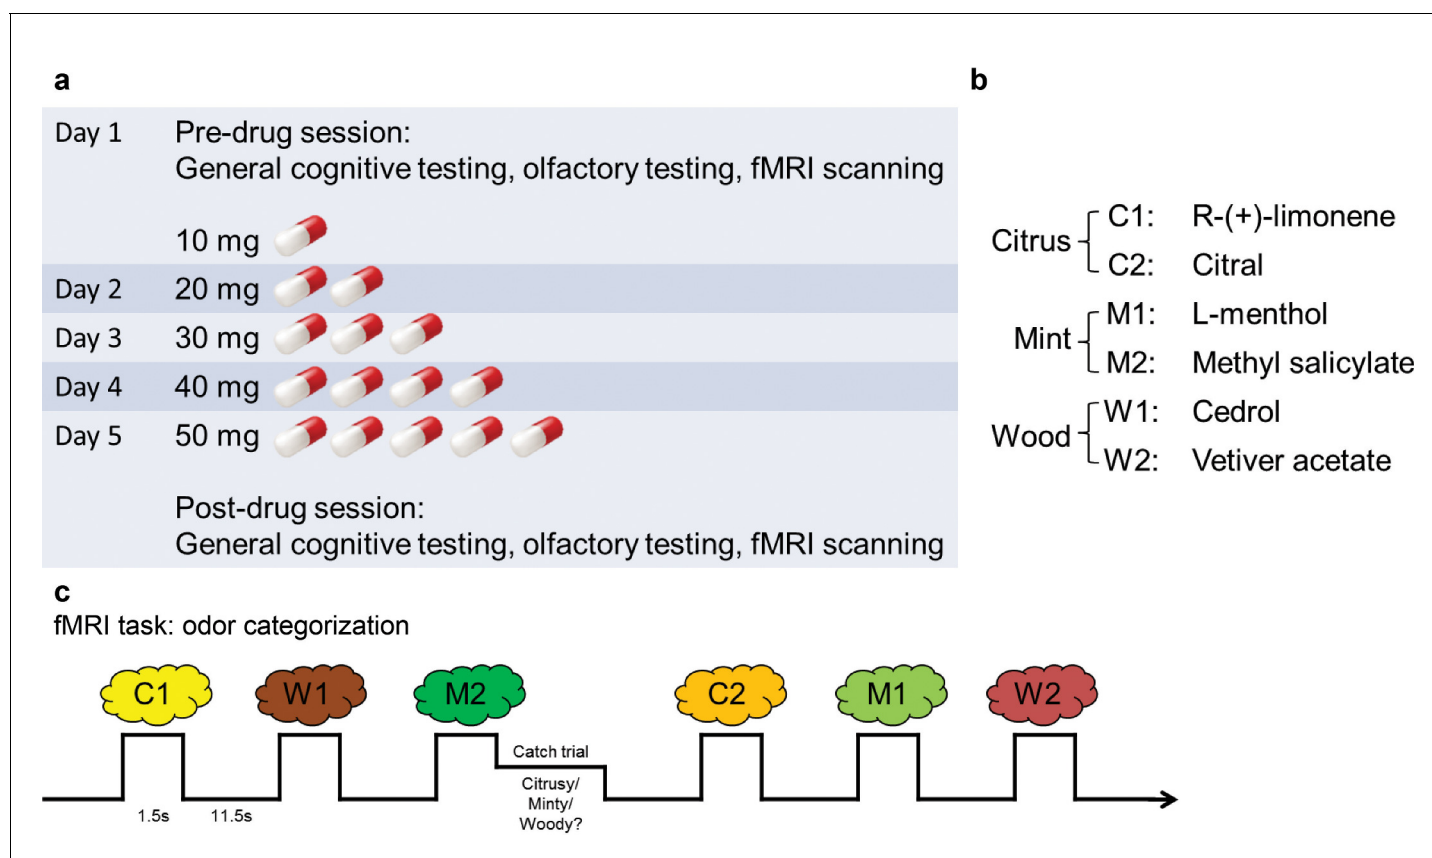 a
Day 1 Pre-drug session:
General cognitive testing, olfactory testing, fMRI scanning
10 mg
Day 2 20 mg
Day 3 30 mg
Day 4 40 mg
Day 5 50 mg
Post-drug session:
General cognitive testing, olfactory testing, fMRI scanning
b
Citrus
C1: R-(+)-limonene
C2: Citral
Mint
M1: L-menthol
M2: Methyl salicylate
Wood
W1: Cedrol
W2: Vetiver acetate
c
fMRI task: odor categorization
C1 W1 M2 C2 M1 W2
Catch trial
Citrusy/
Minty/
Woody?
1.5s 11.5s